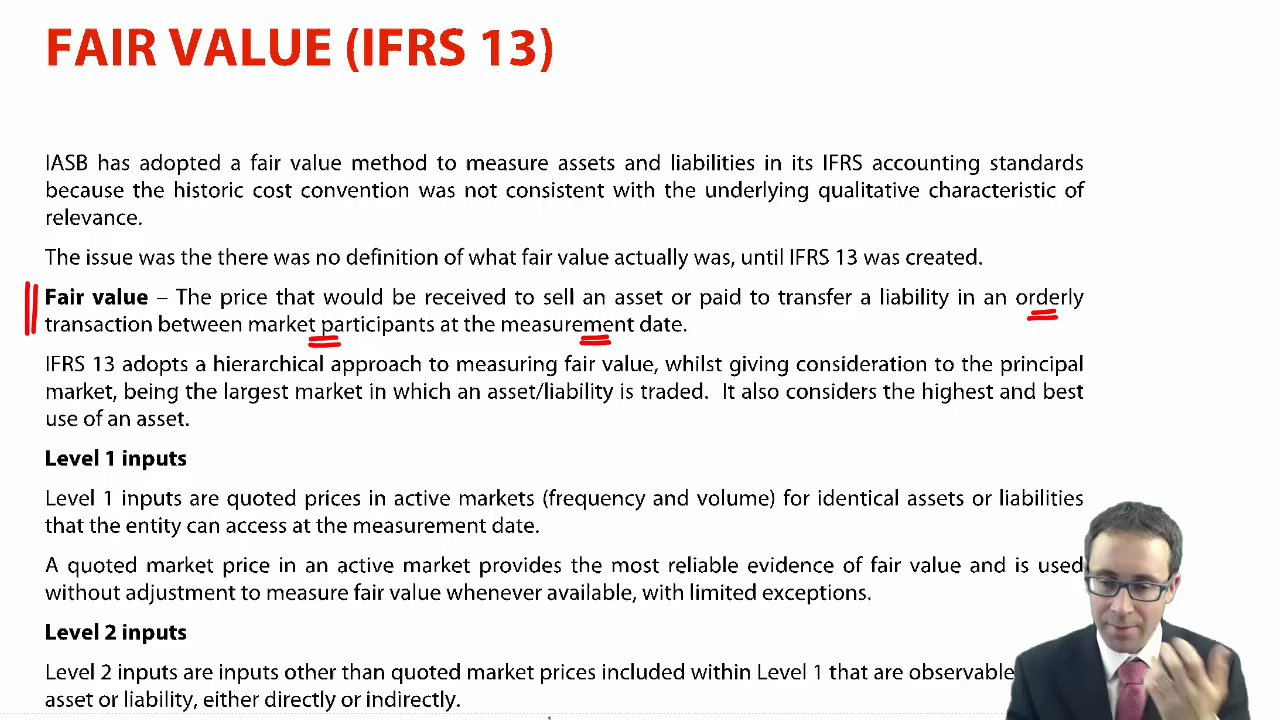 FAIR VALUE (IFRS 13)
IASB has adopted a fair value method to measure assets and liabilities in its IFRS accounting standards
because the historic cost convention was not consistent with the underlying qualitative characteristic of
relevance.
The issue was the there was no definition of what fair value actually was, until IFRS 13 was created.
Fair value – The price that would be received to sell an asset or paid to transfer a liability in an orderly
transaction between market participants at the measurement date.
IFRS 13 adopts a hierarchical approach to measuring fair value, whilst giving consideration to the principal
market, being the largest market in which an asset/liability is traded. It also considers the highest and best
use of an asset.
Level 1 inputs
Level 1 inputs are quoted prices in active markets (frequency and volume) for identical assets or liabilities
that the entity can access at the measurement date.
A quoted market price in an active market provides the most reliable evidence of fair value and is used
without adjustment to measure fair value whenever available, with limited exceptions.
Level 2 inputs
Level 2 inputs are inputs other than quoted market prices included within Level 1 that are observable
asset or liability, either directly or indirectly.